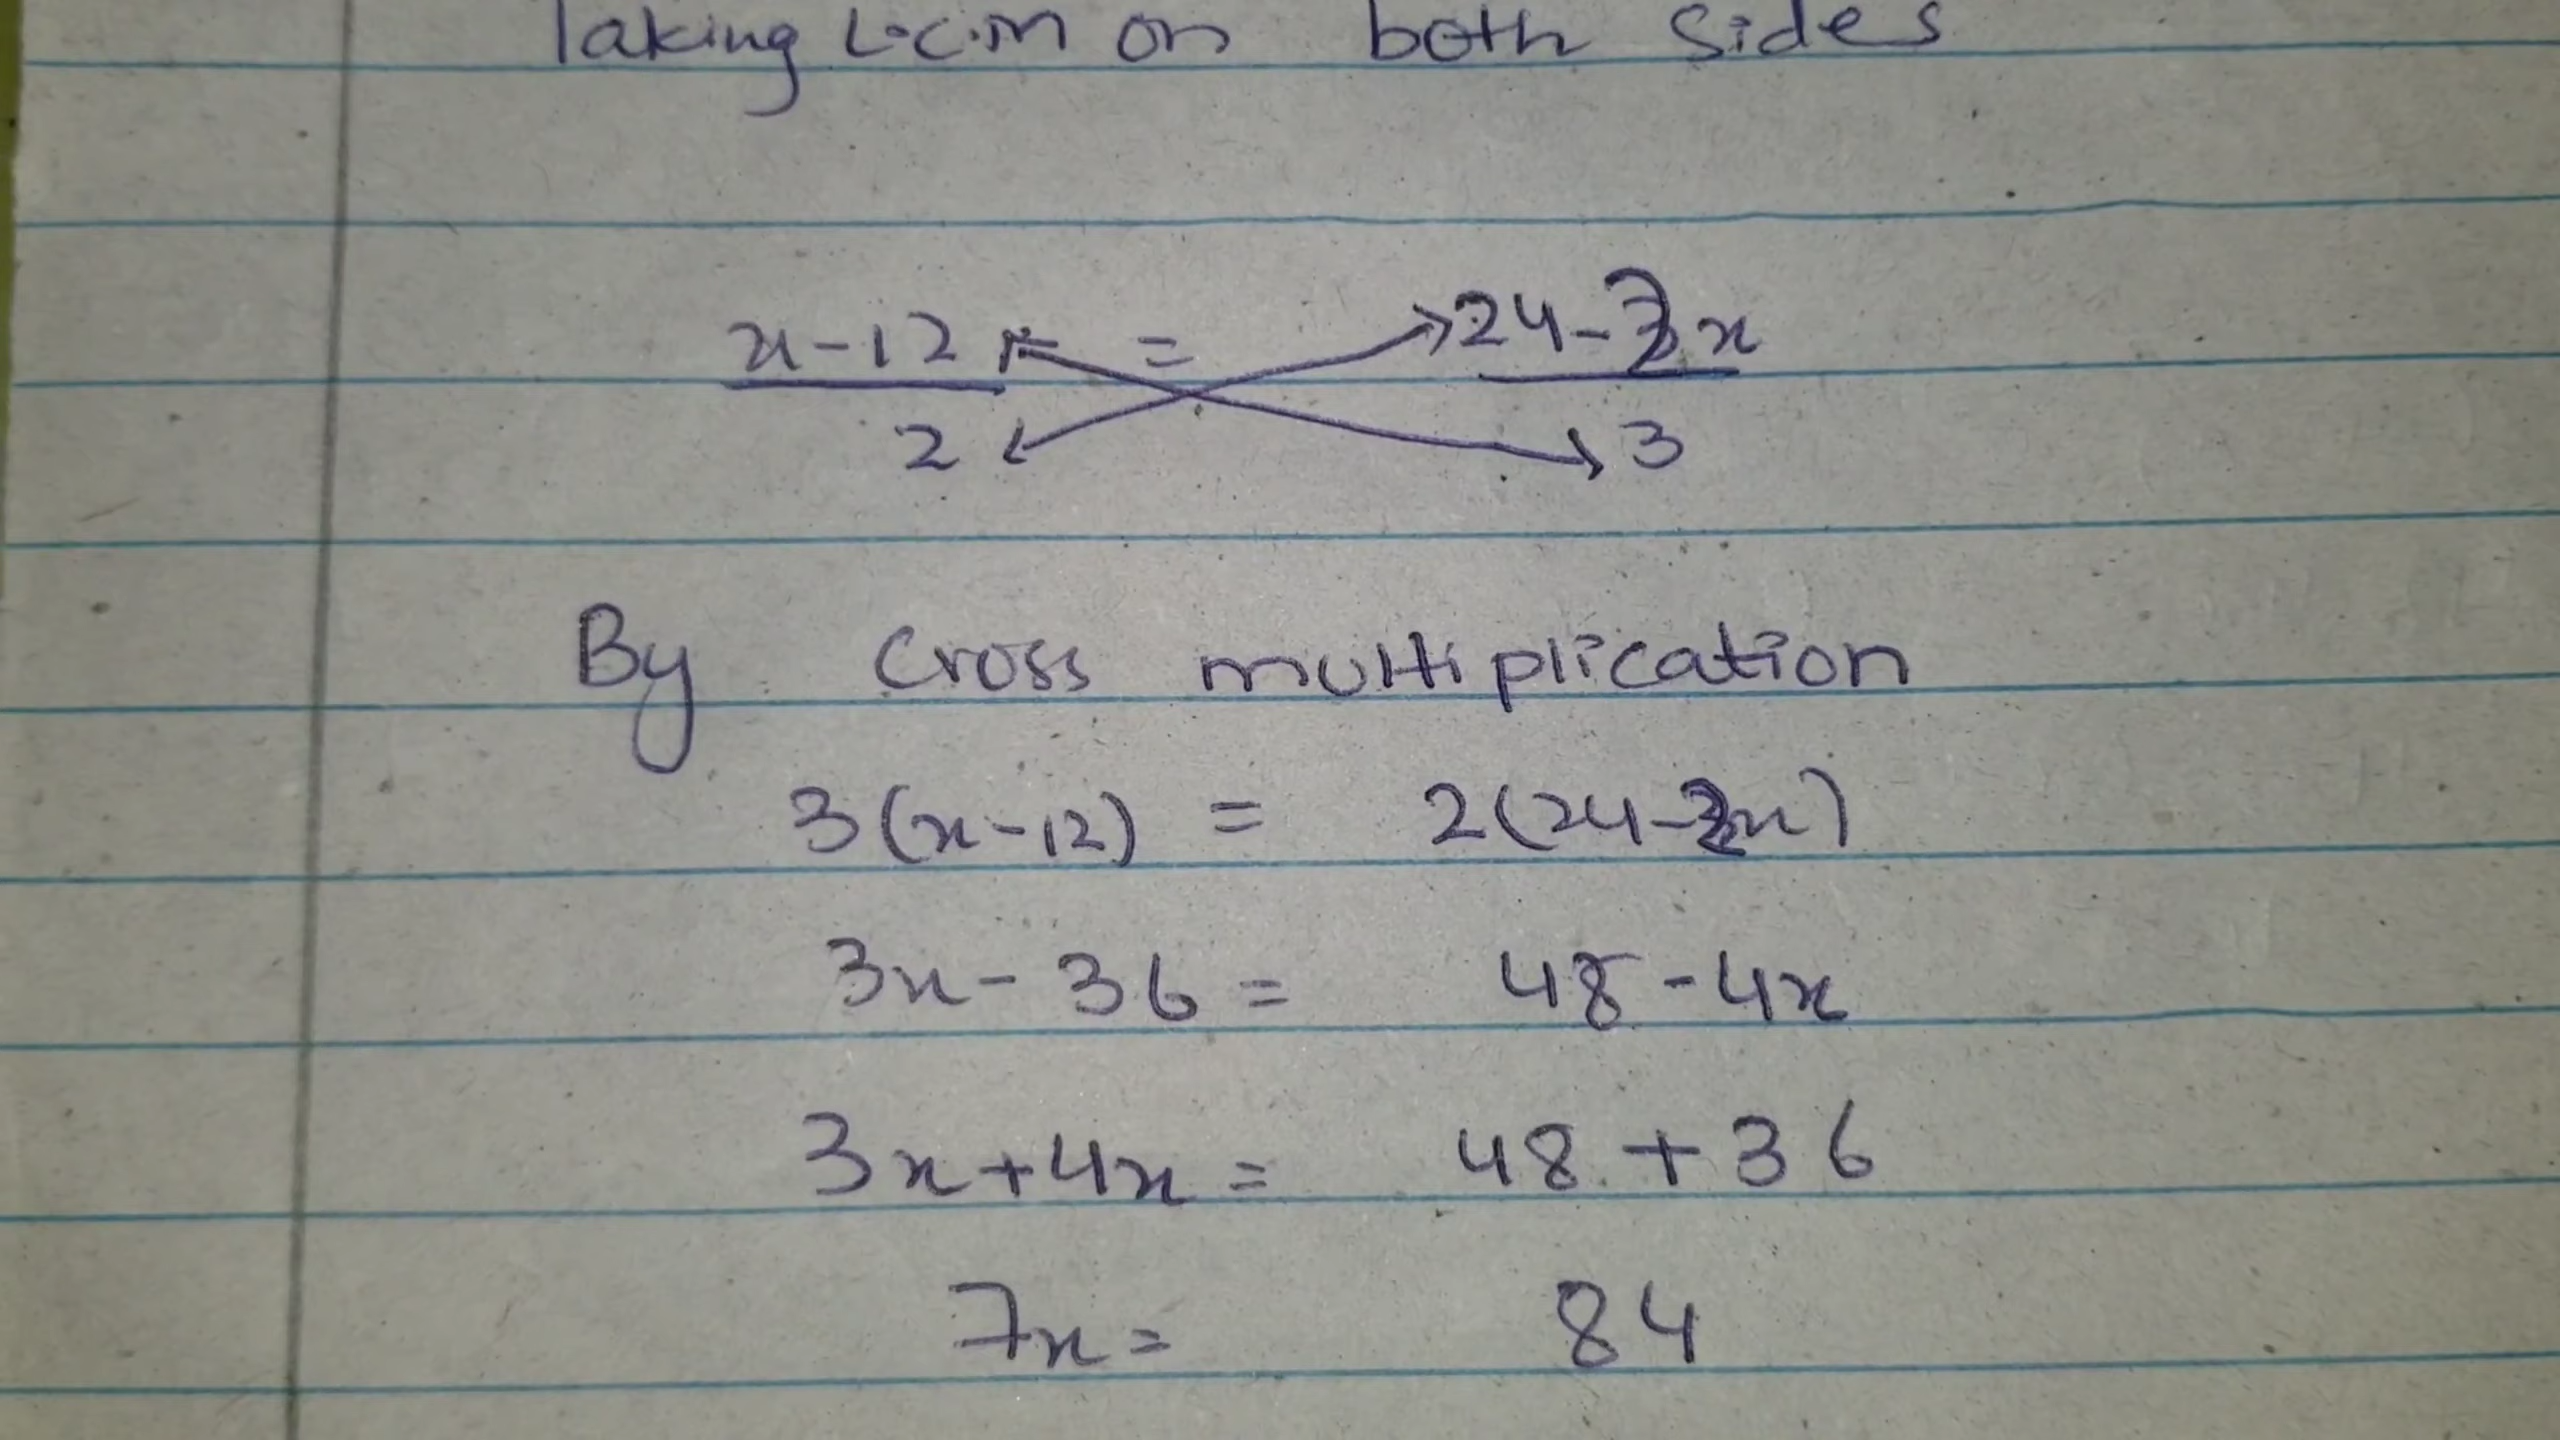 Taking L.C.M on both sides
x-12 = 24-2x
2 3
By cross multiplication
3(x-12) = 2(24-2x)
3x-36 = 48-4x
3x+4x = 48+36
7x = 84